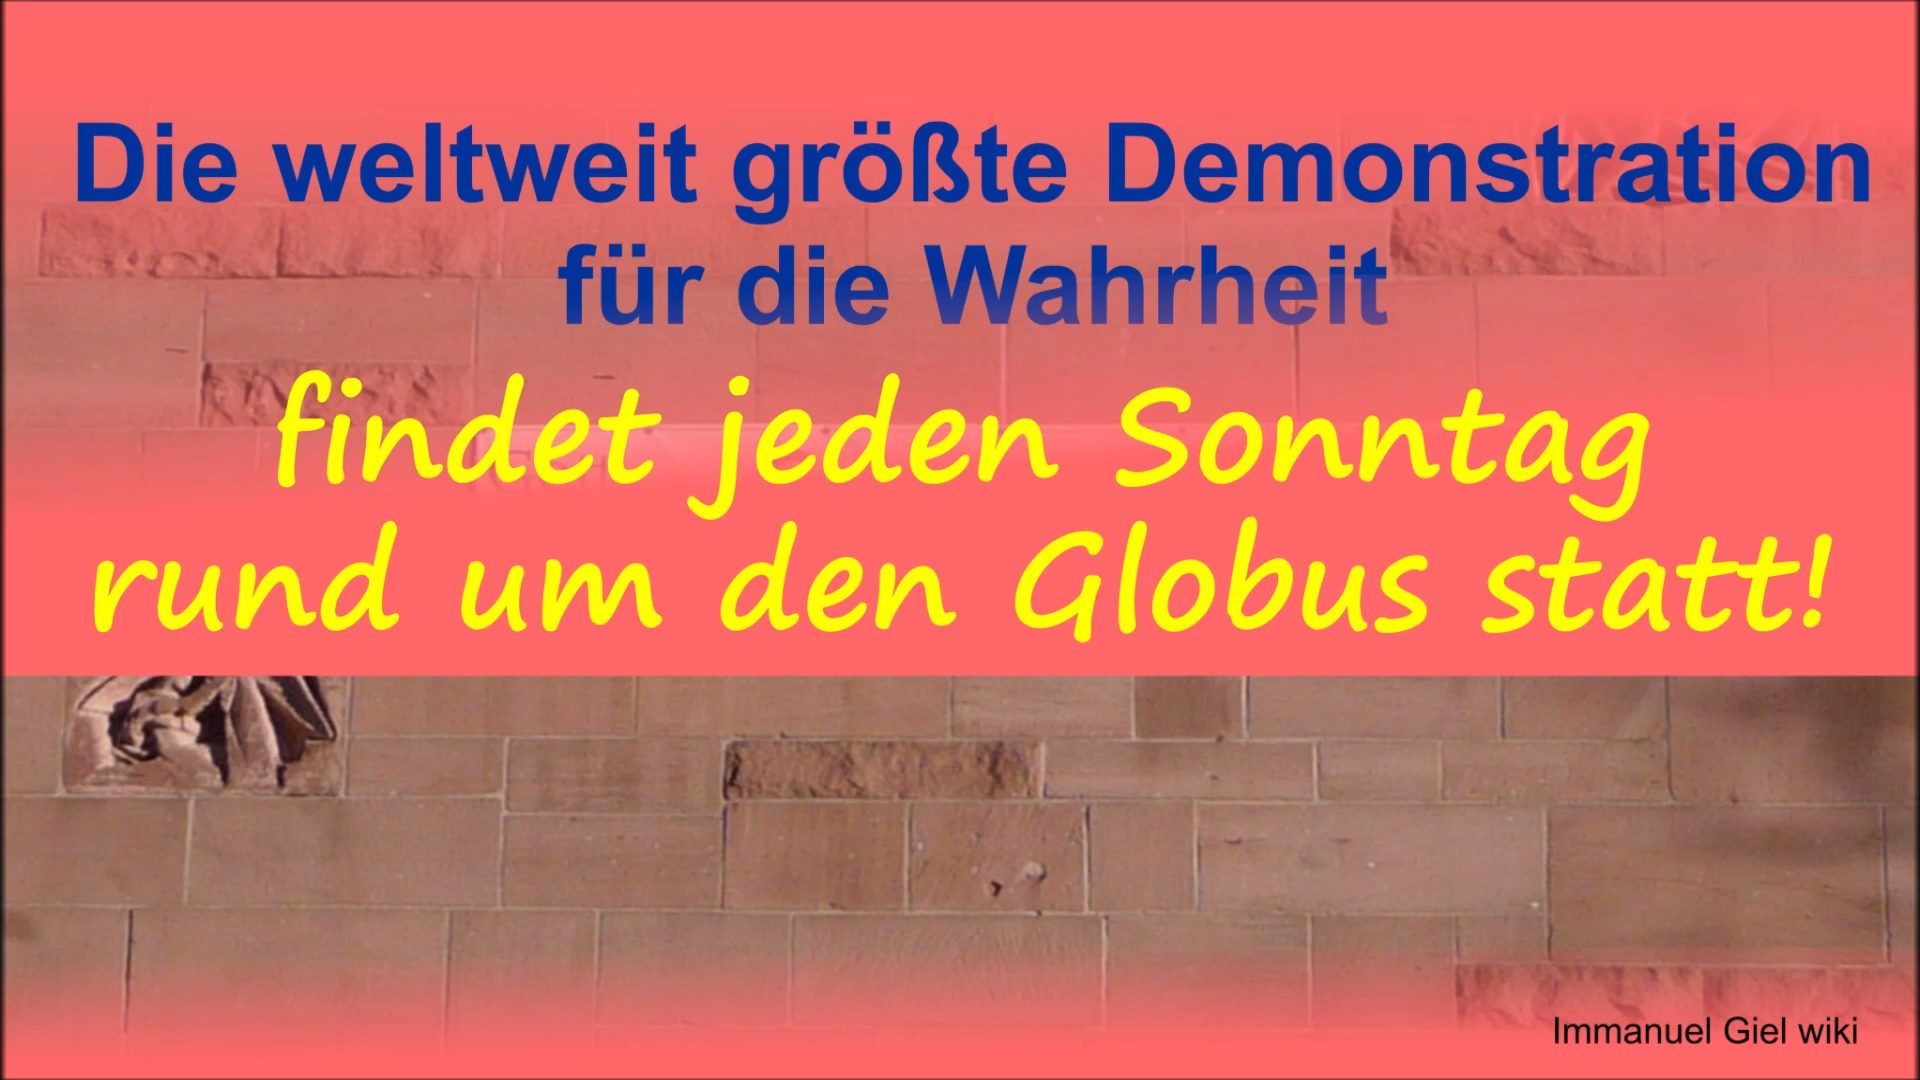 Die weltweit größte Demonstration
für die Wahrheit
findet jeden Sonntag
rund um den Globus statt!
Immanuel Giel wiki